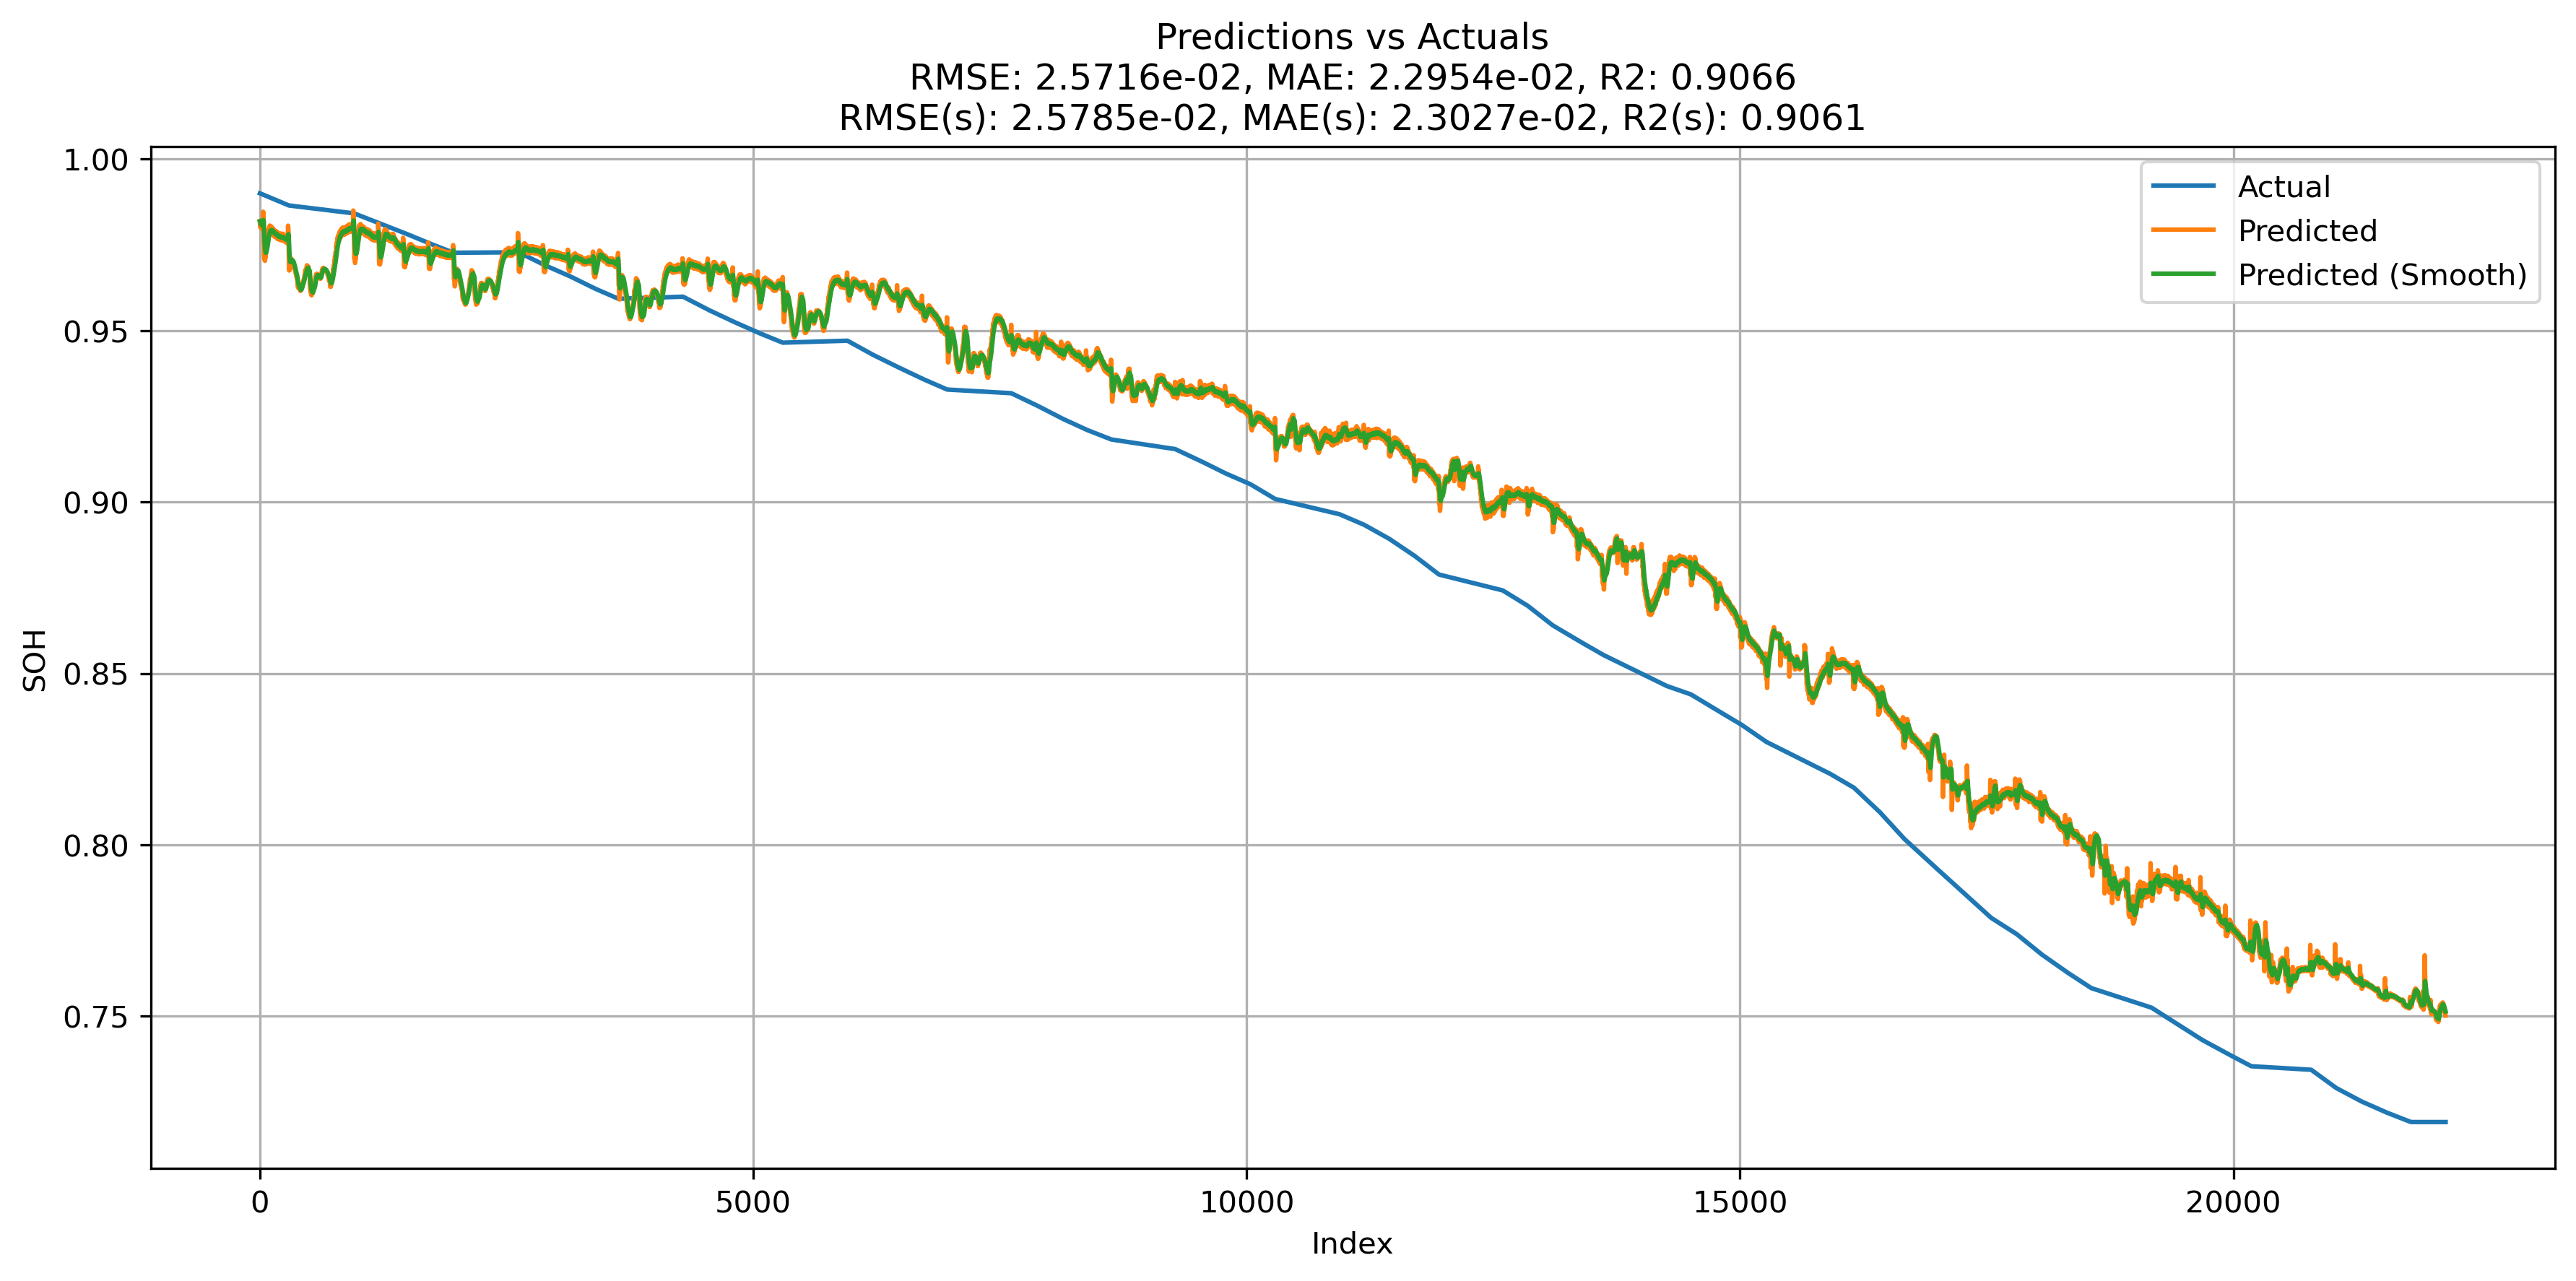 Predictions vs Actuals
RMSE: 2.5716e-02, MAE: 2.2954e-02, R2: 0.9066
RMSE(s): 2.5785e-02, MAE(s): 2.3027e-02, R2(s): 0.9061
Actual
Predicted
Predicted (Smooth)
SOH
1.00
0.95
0.90
0.85
0.80
0.75
0
5000
10000
15000
20000
Index